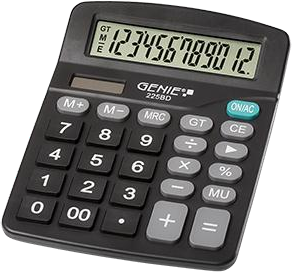 GT
M
E
123456789012.
GENIE
225BD
ON/AC
M+ M− MRC GT CE
7 8 9 ÷ ▶
4 5 6 × %
1 2 3 − MU
0 00 · + =